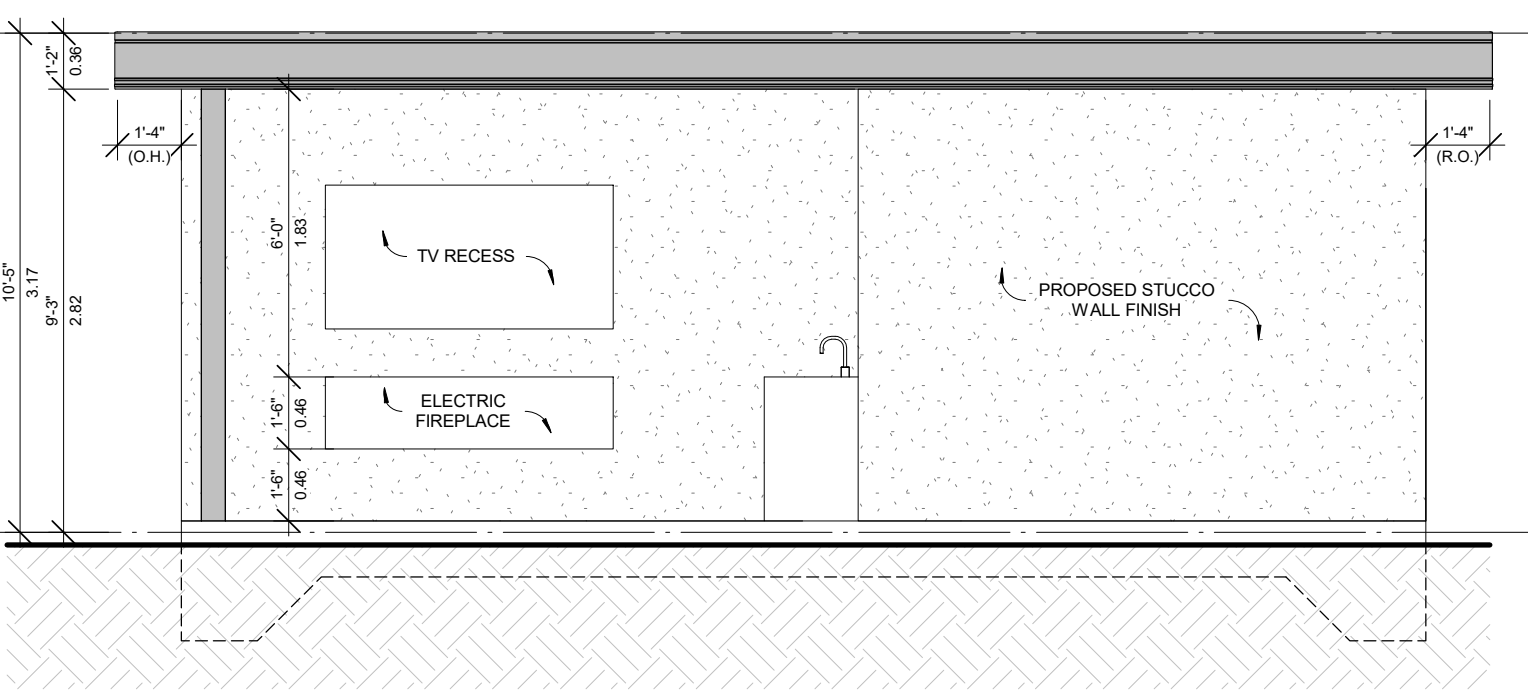 1'-2"
0.36
1'-4"
(O.H.)
1'-4"
(R.O.)
10'-5"
3.17
9'-3"
2.82
6'-0"
1.83
TV RECESS
PROPOSED STUCCO
WALL FINISH
1'-6"
0.46
ELECTRIC
FIREPLACE
1'-6"
0.46